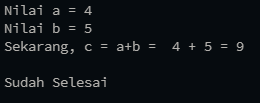 Nilai a = 4
Nilai b = 5
Sekarang, c = a+b =  4 + 5 = 9

Sudah Selesai